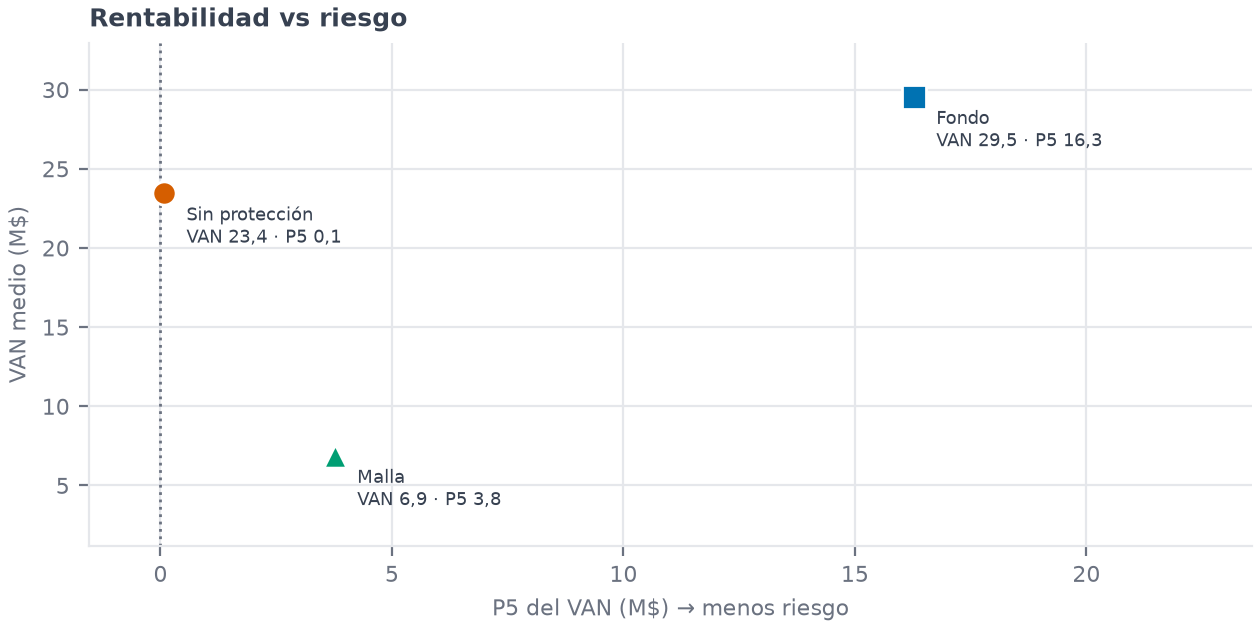 Rentabilidad vs riesgo
VAN medio (M$)
30
25
20
15
10
5
Fondo
VAN 29,5 · P5 16,3
Sin protección
VAN 23,4 · P5 0,1
Malla
VAN 6,9 · P5 3,8
0
5
10
15
20
P5 del VAN (M$) → menos riesgo